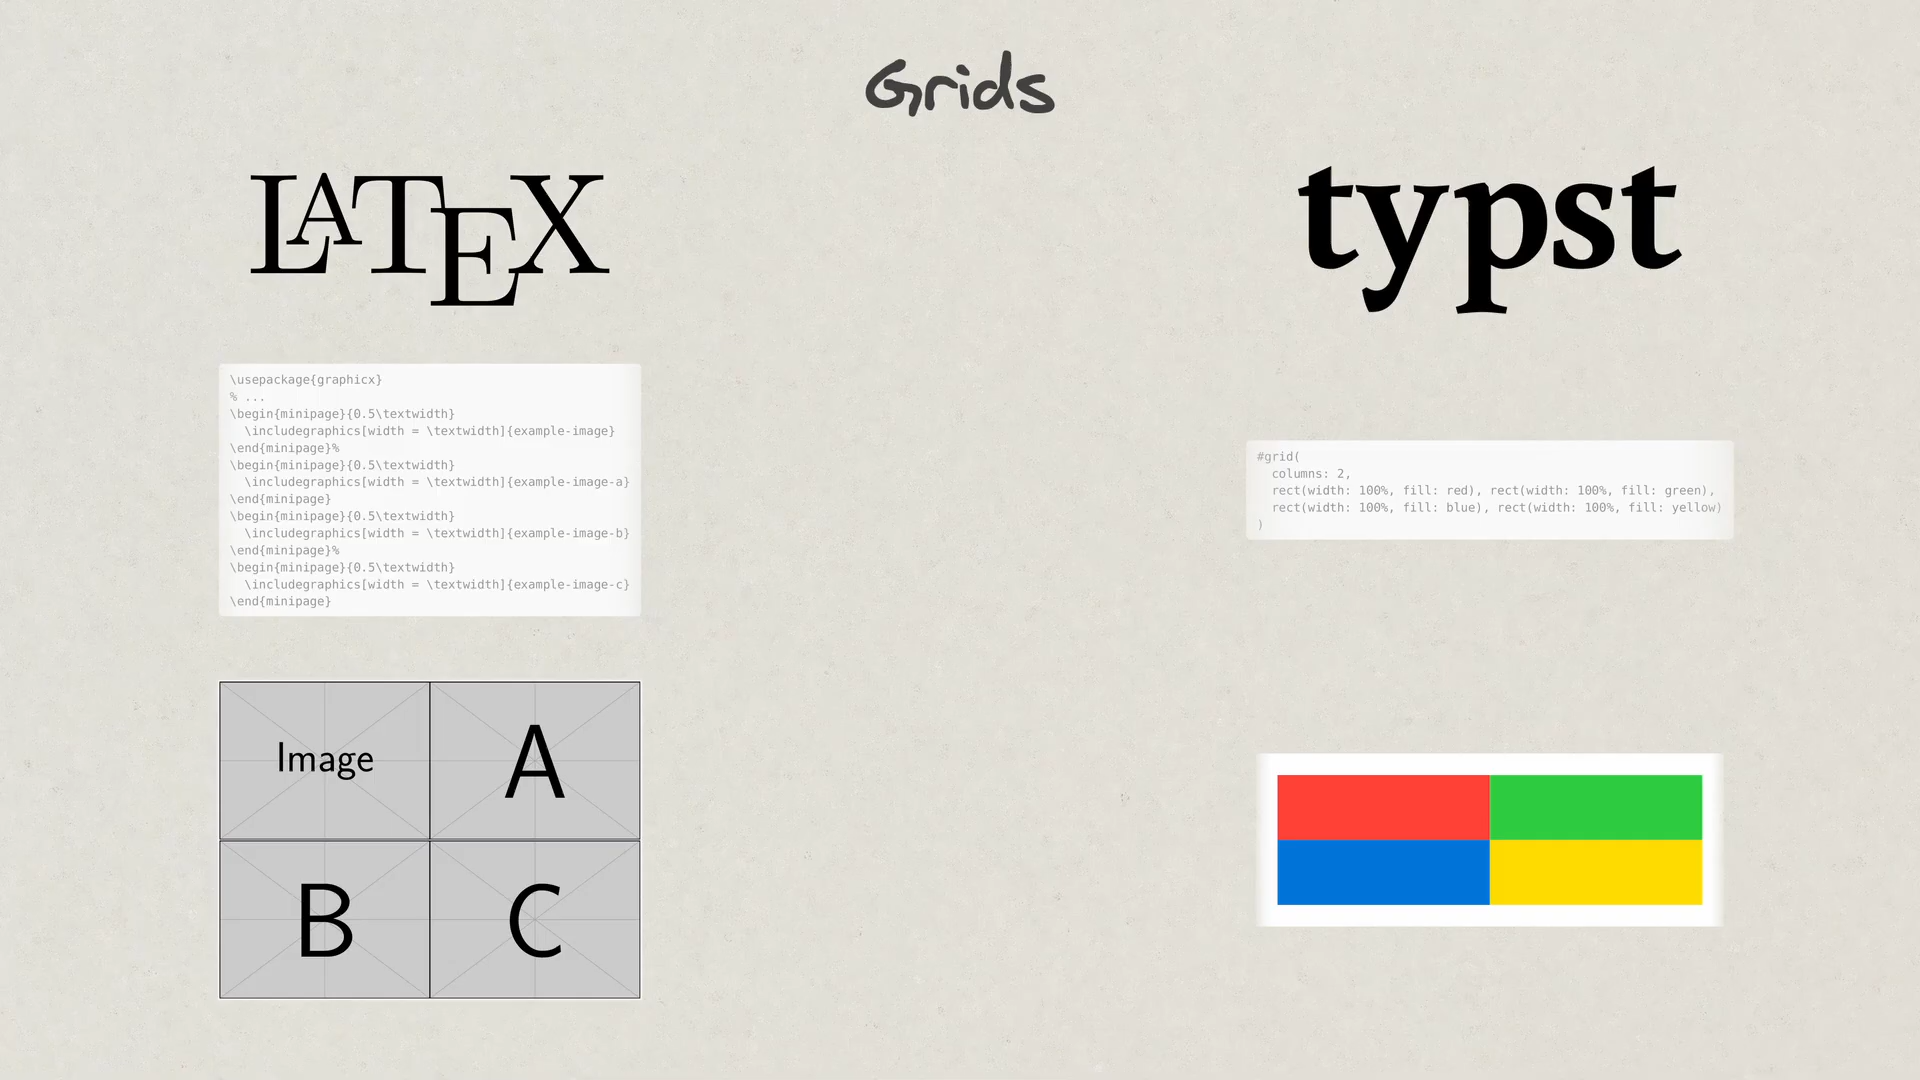 Grids
LATEX
\usepackage{graphicx}
% ...
\begin{minipage}{0.5\textwidth}
  \includegraphics[width = \textwidth]{example-image}
\end{minipage}%
\begin{minipage}{0.5\textwidth}
  \includegraphics[width = \textwidth]{example-image-a}
\end{minipage}
\begin{minipage}{0.5\textwidth}
  \includegraphics[width = \textwidth]{example-image-b}
\end{minipage}%
\begin{minipage}{0.5\textwidth}
  \includegraphics[width = \textwidth]{example-image-c}
\end{minipage}
Image
A
B
C
typst
#grid(
  columns: 2,
  rect(width: 100%, fill: red), rect(width: 100%, fill: green),
  rect(width: 100%, fill: blue), rect(width: 100%, fill: yellow)
)